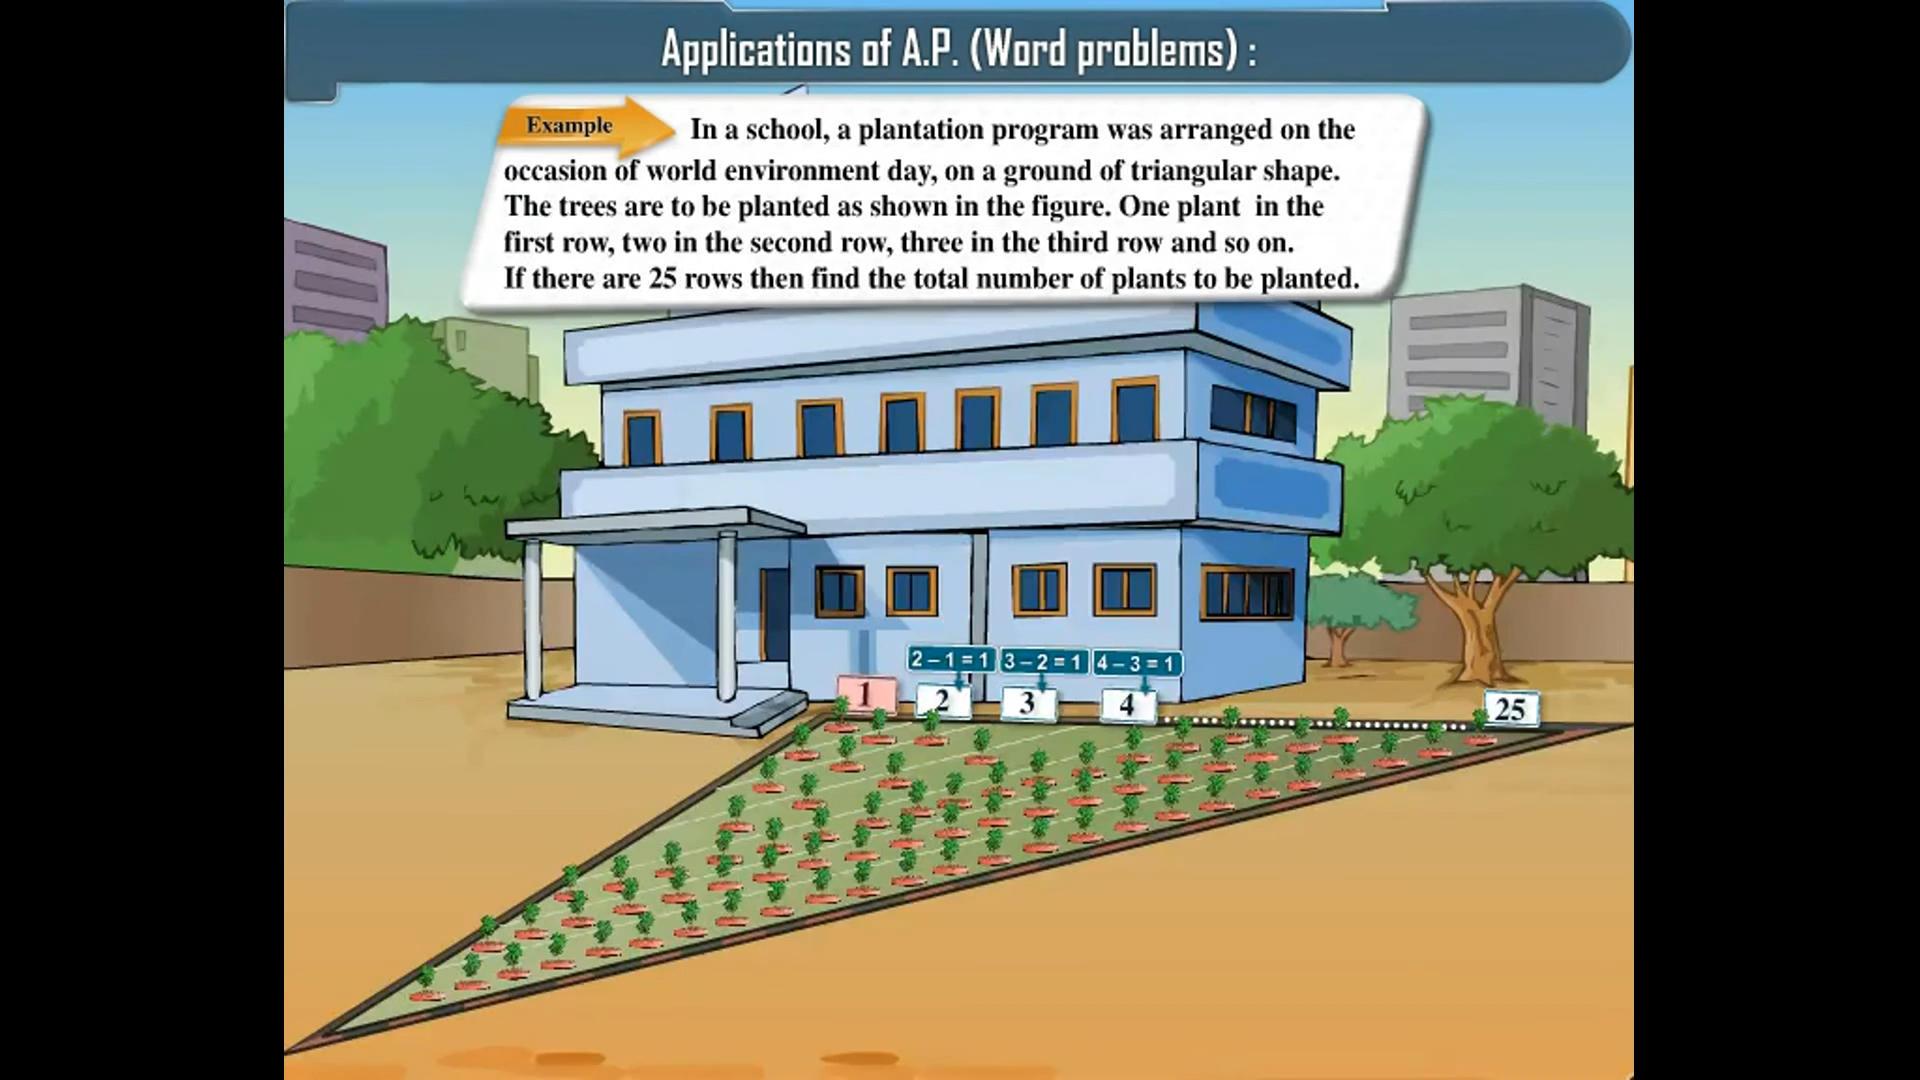 Applications of A.P. (Word problems) :
Example In a school, a plantation program was arranged on the
occasion of world environment day, on a ground of triangular shape.
The trees are to be planted as shown in the figure. One plant in the
first row, two in the second row, three in the third row and so on.
If there are 25 rows then find the total number of plants to be planted.
2 – 1 = 1 3 – 2 = 1 4 – 3 = 1
1 2 3 4 25